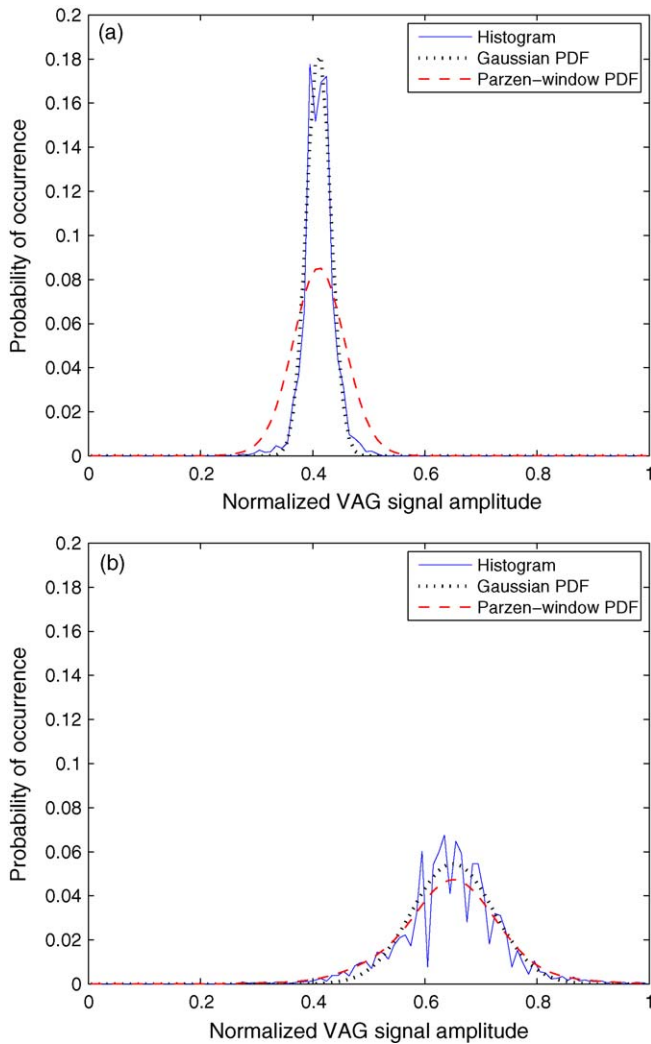 (a)
Histogram
Gaussian PDF
Parzen-window PDF
0.2
0.18
0.16
0.14
0.12
0.1
0.08
0.06
0.04
0.02
0
Probability of occurrence
0 0.2 0.4 0.6 0.8 1
Normalized VAG signal amplitude
(b)
Histogram
Gaussian PDF
Parzen-window PDF
0.2
0.18
0.16
0.14
0.12
0.1
0.08
0.06
0.04
0.02
0
Probability of occurrence
0 0.2 0.4 0.6 0.8 1
Normalized VAG signal amplitude